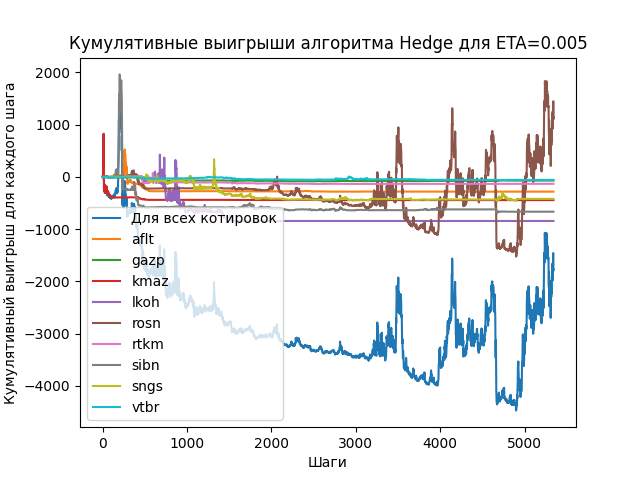 Кумулятивные выигрыши алгоритма Hedge для ETA=0.005
Кумулятивный выигрыш для каждого шага
2000
1000
0
−1000
−2000
−3000
−4000
Для всех котировок
aflt
gazp
kmaz
lkoh
rosn
rtkm
sibn
sngs
vtbr
0 1000 2000 3000 4000 5000
Шаги